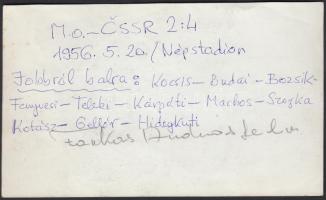 M.o.– ČSSR 2:4
1956. 5. 20./Népstadion
Jobbról balra: Kocsis– Budai– Bozsik–
Fenyvesi– Teleki– Kárpáti– Machos– Szojka
Kotász– Gellér– Hidegkuti